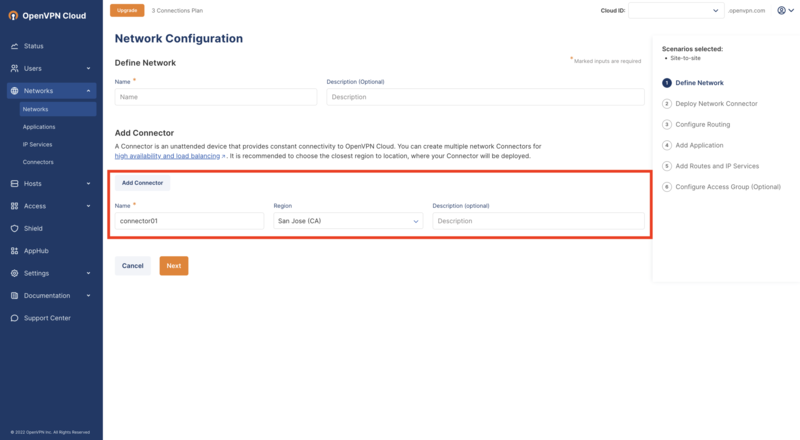 OpenVPN Cloud
Upgrade
3 Connections Plan
Cloud ID:
.openvpn.com
Status
Users
Networks
Networks
Applications
IP Services
Connectors
Hosts
Access
Shield
AppHub
Settings
Documentation
Support Center
© 2022 OpenVPN Inc. All Rights Reserved
Network Configuration
Define Network
* Marked inputs are required
Name *
Description (Optional)
Name
Description
Add Connector
A Connector is an unattended device that provides constant connectivity to OpenVPN Cloud. You can create multiple network Connectors for
high availability and load balancing. It is recommended to choose the closest region to location, where your Connector will be deployed.
Add Connector
Name *
Region
Description (optional)
connector01
San Jose (CA)
Description
Cancel
Next
Scenarios selected:
• Site-to-site
1 Define Network
2 Deploy Network Connector
3 Configure Routing
4 Add Application
5 Add Routes and IP Services
6 Configure Access Group (Optional)